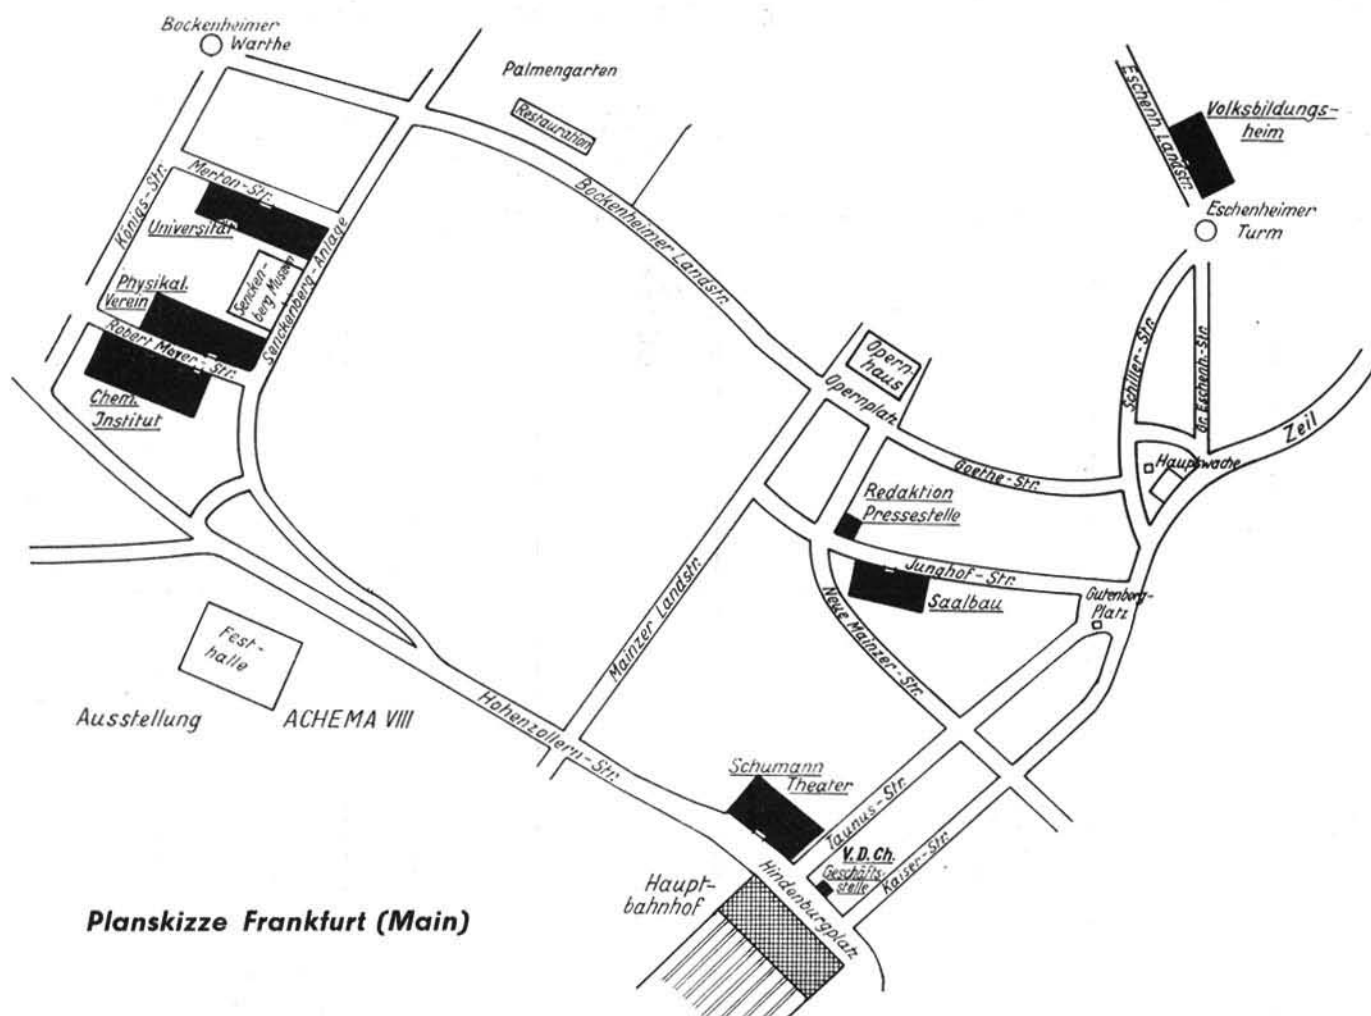 Bockenheimer
Warthe
Palmengarten
Restauration
Eschenh. Landstr.
Volksbildungs-
heim
Eschenheimer
Turm
Königs-Str.
Merton-Str.
Universität
Sencken-
berg Museum
Senckenberg-Anlage
Physikal.
Verein
Robert Mayer-Str.
Chem.
Institut
Bockenheimer Landstr.
Opern-
haus
Opernplatz
Schiller-Str.
Gr. Eschenh.-Str.
Zeil
Hauptwache
Goethe-Str.
Redaktion
Pressestelle
Junghof-Str.
Saalbau
Gutenberg-
Platz
Mainzer Landstr.
Neue Mainzer-Str.
Fest-
halle
Ausstellung ACHEMA VIII
Hohenzollern-Str.
Schumann
Theater
Taunus-Str.
V.D.Ch.
Geschäfts-
stelle
Kaiser-Str.
Hindenburgplatz
Haupt-
bahnhof
Planskizze Frankfurt (Main)